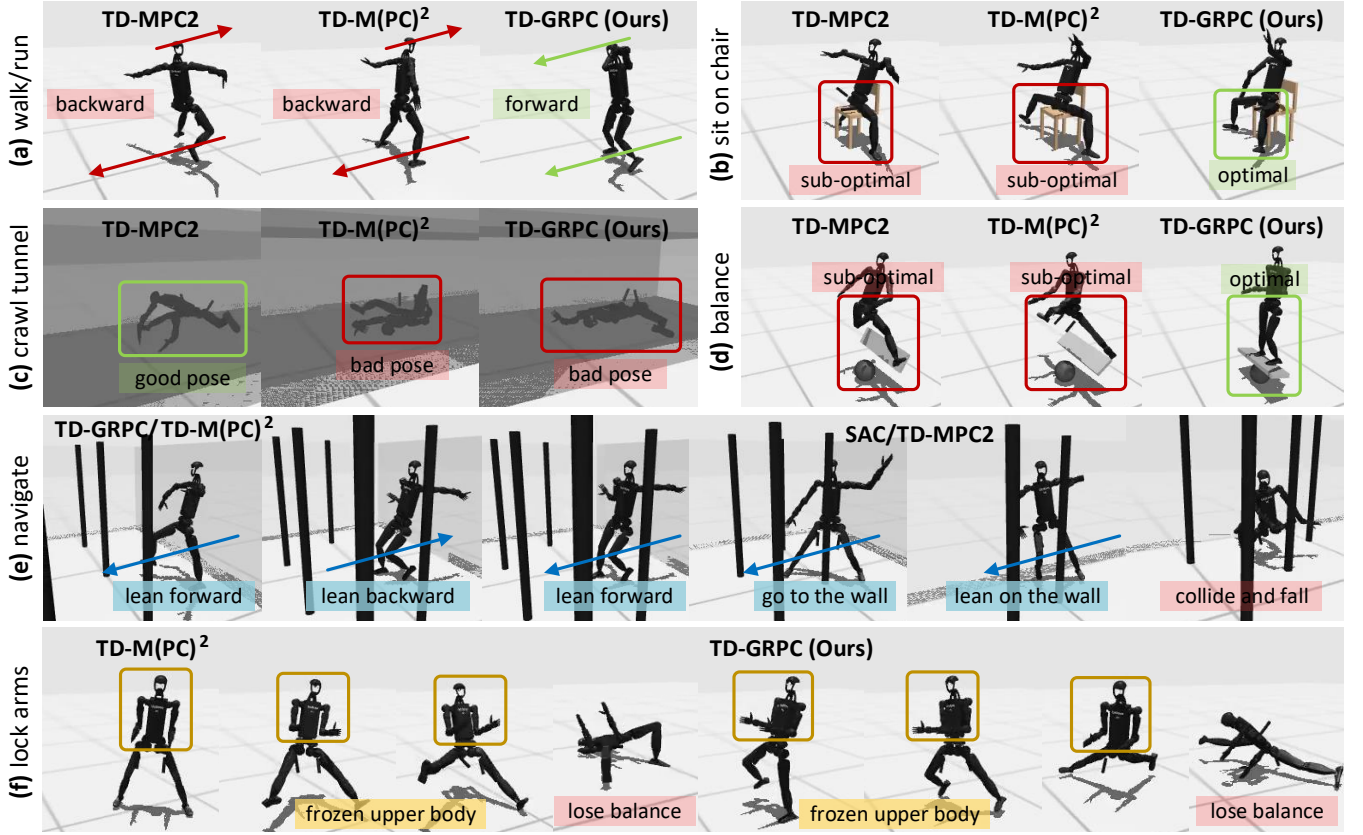 (a) walk/run
TD-MPC2
TD-M(PC)²
TD-GRPC (Ours)
backward
backward
forward
(b) sit on chair
TD-MPC2
TD-M(PC)²
TD-GRPC (Ours)
sub-optimal
sub-optimal
optimal
(c) crawl tunnel
TD-MPC2
TD-M(PC)²
TD-GRPC (Ours)
good pose
bad pose
bad pose
(d) balance
TD-MPC2
TD-M(PC)²
TD-GRPC (Ours)
sub-optimal
sub-optimal
optimal
(e) navigate
TD-GRPC/TD-M(PC)²
SAC/TD-MPC2
lean forward
lean backward
lean forward
go to the wall
lean on the wall
collide and fall
(f) lock arms
TD-M(PC)²
TD-GRPC (Ours)
frozen upper body
lose balance
frozen upper body
lose balance